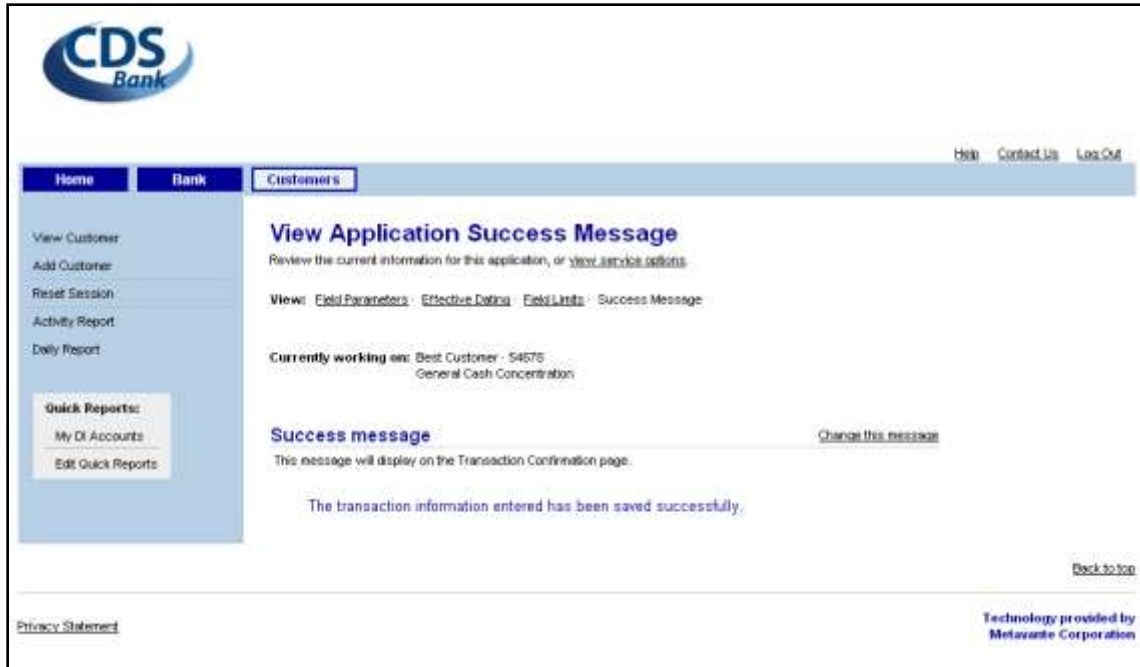 CDS
Bank
Help Contact Us Log Out
Home Bank Customers
View Customer
Add Customer
Reset Session
Activity Report
Daily Report
Quick Reports:
My DI Accounts
Edit Quick Reports
View Application Success Message
Review the current information for this application, or view service options.
View: Field Parameters · Effective Dating · Field Limits · Success Message
Currently working on: Best Customer - 54678
General Cash Concentration
Success message Change this message
This message will display on the Transaction Confirmation page.
The transaction information entered has been saved successfully.
Back to top
Privacy Statement
Technology provided by
Metavante Corporation